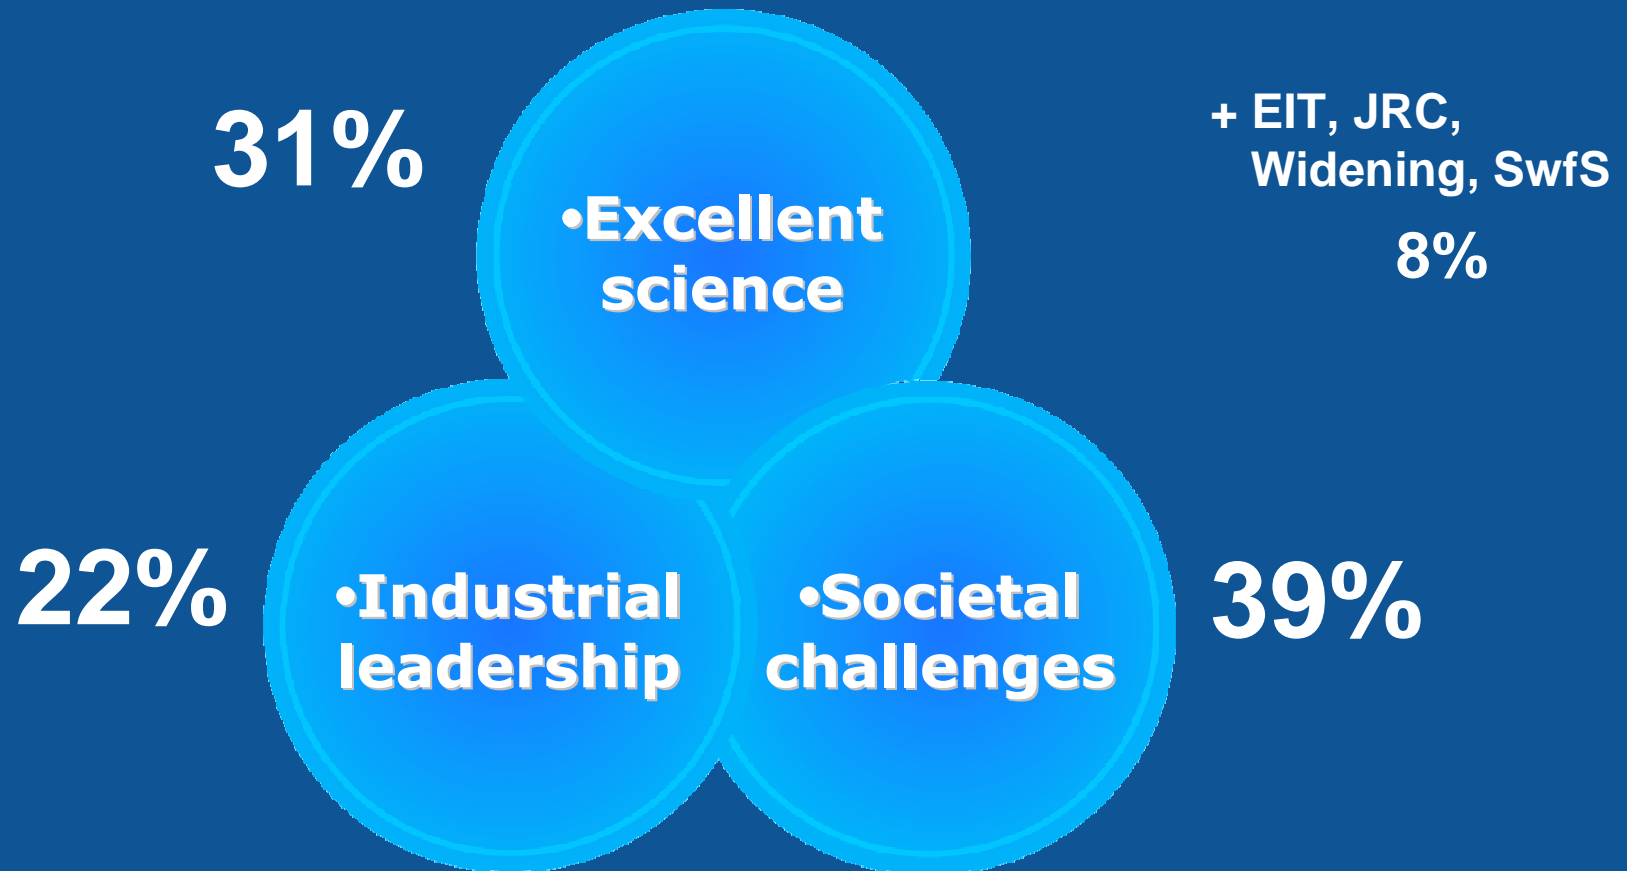 31%
•Excellent
science
+ EIT, JRC,
Widening, SwfS
8%
22%
•Industrial
leadership
•Societal
challenges
39%